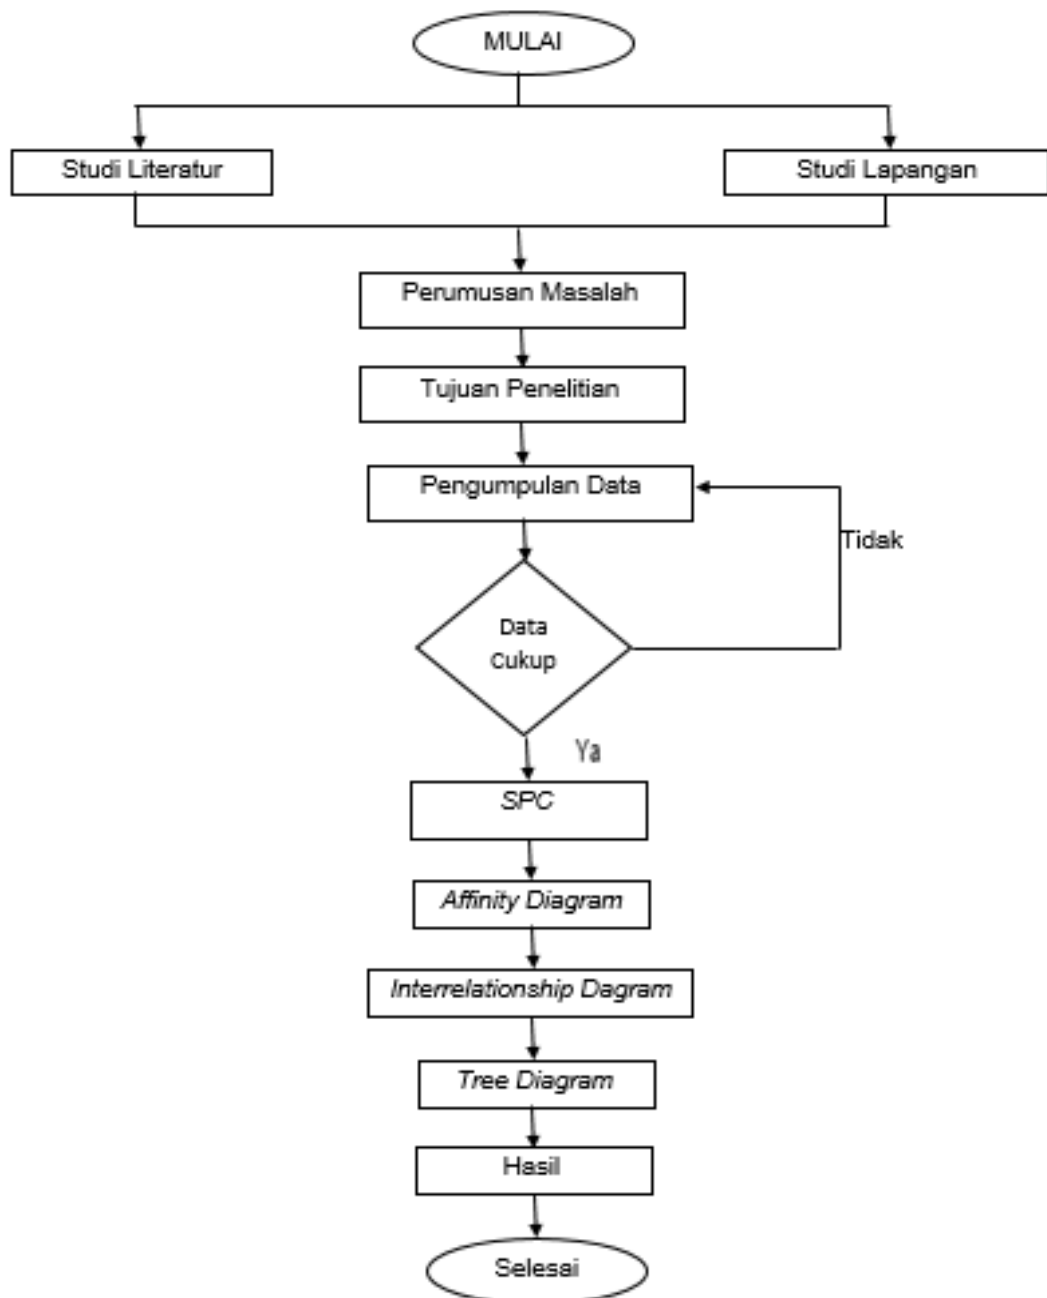 MULAI
Studi Literatur
Studi Lapangan
Perumusan Masalah
Tujuan Penelitian
Pengumpulan Data
Tidak
Data
Cukup
Ya
SPC
Affinity Diagram
Interrelationship Dagram
Tree Diagram
Hasil
Selesai